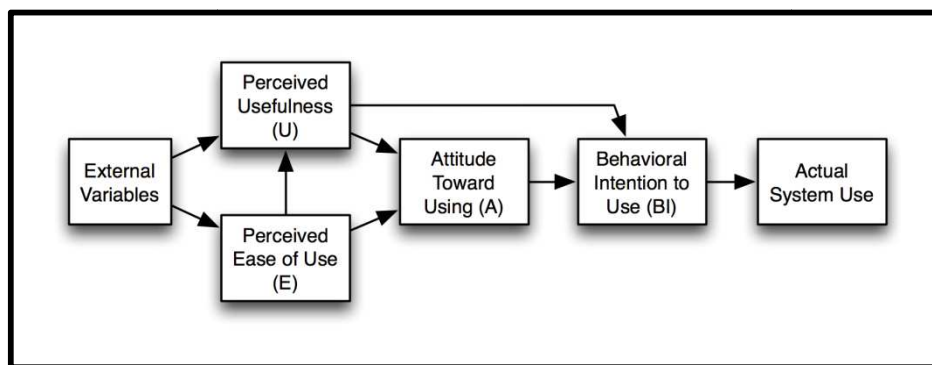 External
Variables
Perceived
Usefulness
(U)
Perceived
Ease of Use
(E)
Attitude
Toward
Using (A)
Behavioral
Intention to
Use (BI)
Actual
System Use